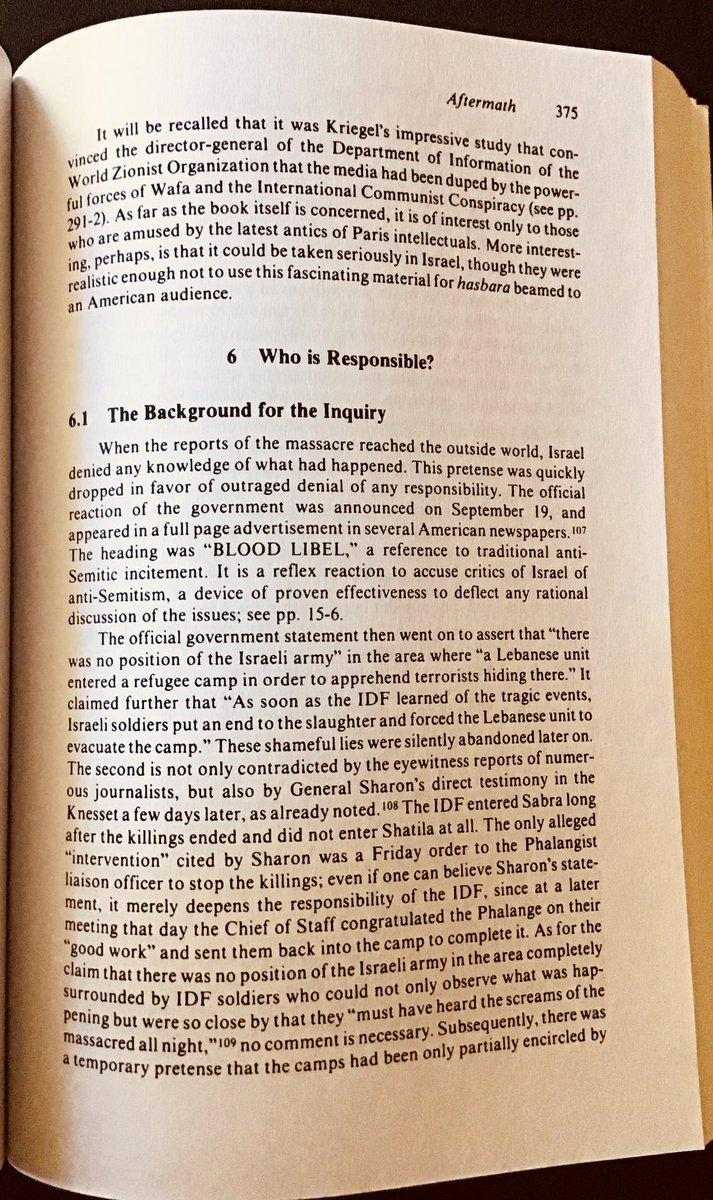 Aftermath 375
It will be recalled that it was Kriegel's impressive study that con-
vinced the director-general of the Department of Information of the
World Zionist Organization that the media had been duped by the power-
ful forces of Wafa and the International Communist Conspiracy (see pp.
291-2). As far as the book itself is concerned, it is of interest only to those
who are amused by the latest antics of Paris intellectuals. More interest-
ing, perhaps, is that it could be taken seriously in Israel, though they were
realistic enough not to use this fascinating material for hasbara beamed to
an American audience.
6 Who is Responsible?
6.1 The Background for the Inquiry
When the reports of the massacre reached the outside world, Israel
denied any knowledge of what had happened. This pretense was quickly
dropped in favor of outraged denial of any responsibility. The official
reaction of the government was announced on September 19, and
appeared in a full page advertisement in several American newspapers.¹⁰⁷
The heading was "BLOOD LIBEL," a reference to traditional anti-
Semitic incitement. It is a reflex reaction to accuse critics of Israel of
anti-Semitism, a device of proven effectiveness to deflect any rational
discussion of the issues; see pp. 15-6.
The official government statement then went on to assert that "there
was no position of the Israeli army" in the area where "a Lebanese unit
entered a refugee camp in order to apprehend terrorists hiding there." It
claimed further that "As soon as the IDF learned of the tragic events,
Israeli soldiers put an end to the slaughter and forced the Lebanese unit to
evacuate the camp." These shameful lies were silently abandoned later on.
The second is not only contradicted by the eyewitness reports of numer-
ous journalists, but also by General Sharon's direct testimony in the
Knesset a few days later, as already noted.¹⁰⁸ The IDF entered Sabra long
after the killings ended and did not enter Shatila at all. The only alleged
"intervention" cited by Sharon was a Friday order to the Phalangist
liaison officer to stop the killings; even if one can believe Sharon's state-
ment, it merely deepens the responsibility of the IDF, since at a later
meeting that day the Chief of Staff congratulated the Phalange on their
"good work" and sent them back into the camp to complete it. As for the
claim that there was no position of the Israeli army in the area completely
surrounded by IDF soldiers who could not only observe what was hap-
pening but were so close by that they "must have heard the screams of the
massacred all night,"¹⁰⁹ no comment is necessary. Subsequently, there was
a temporary pretense that the camps had been only partially encircled by